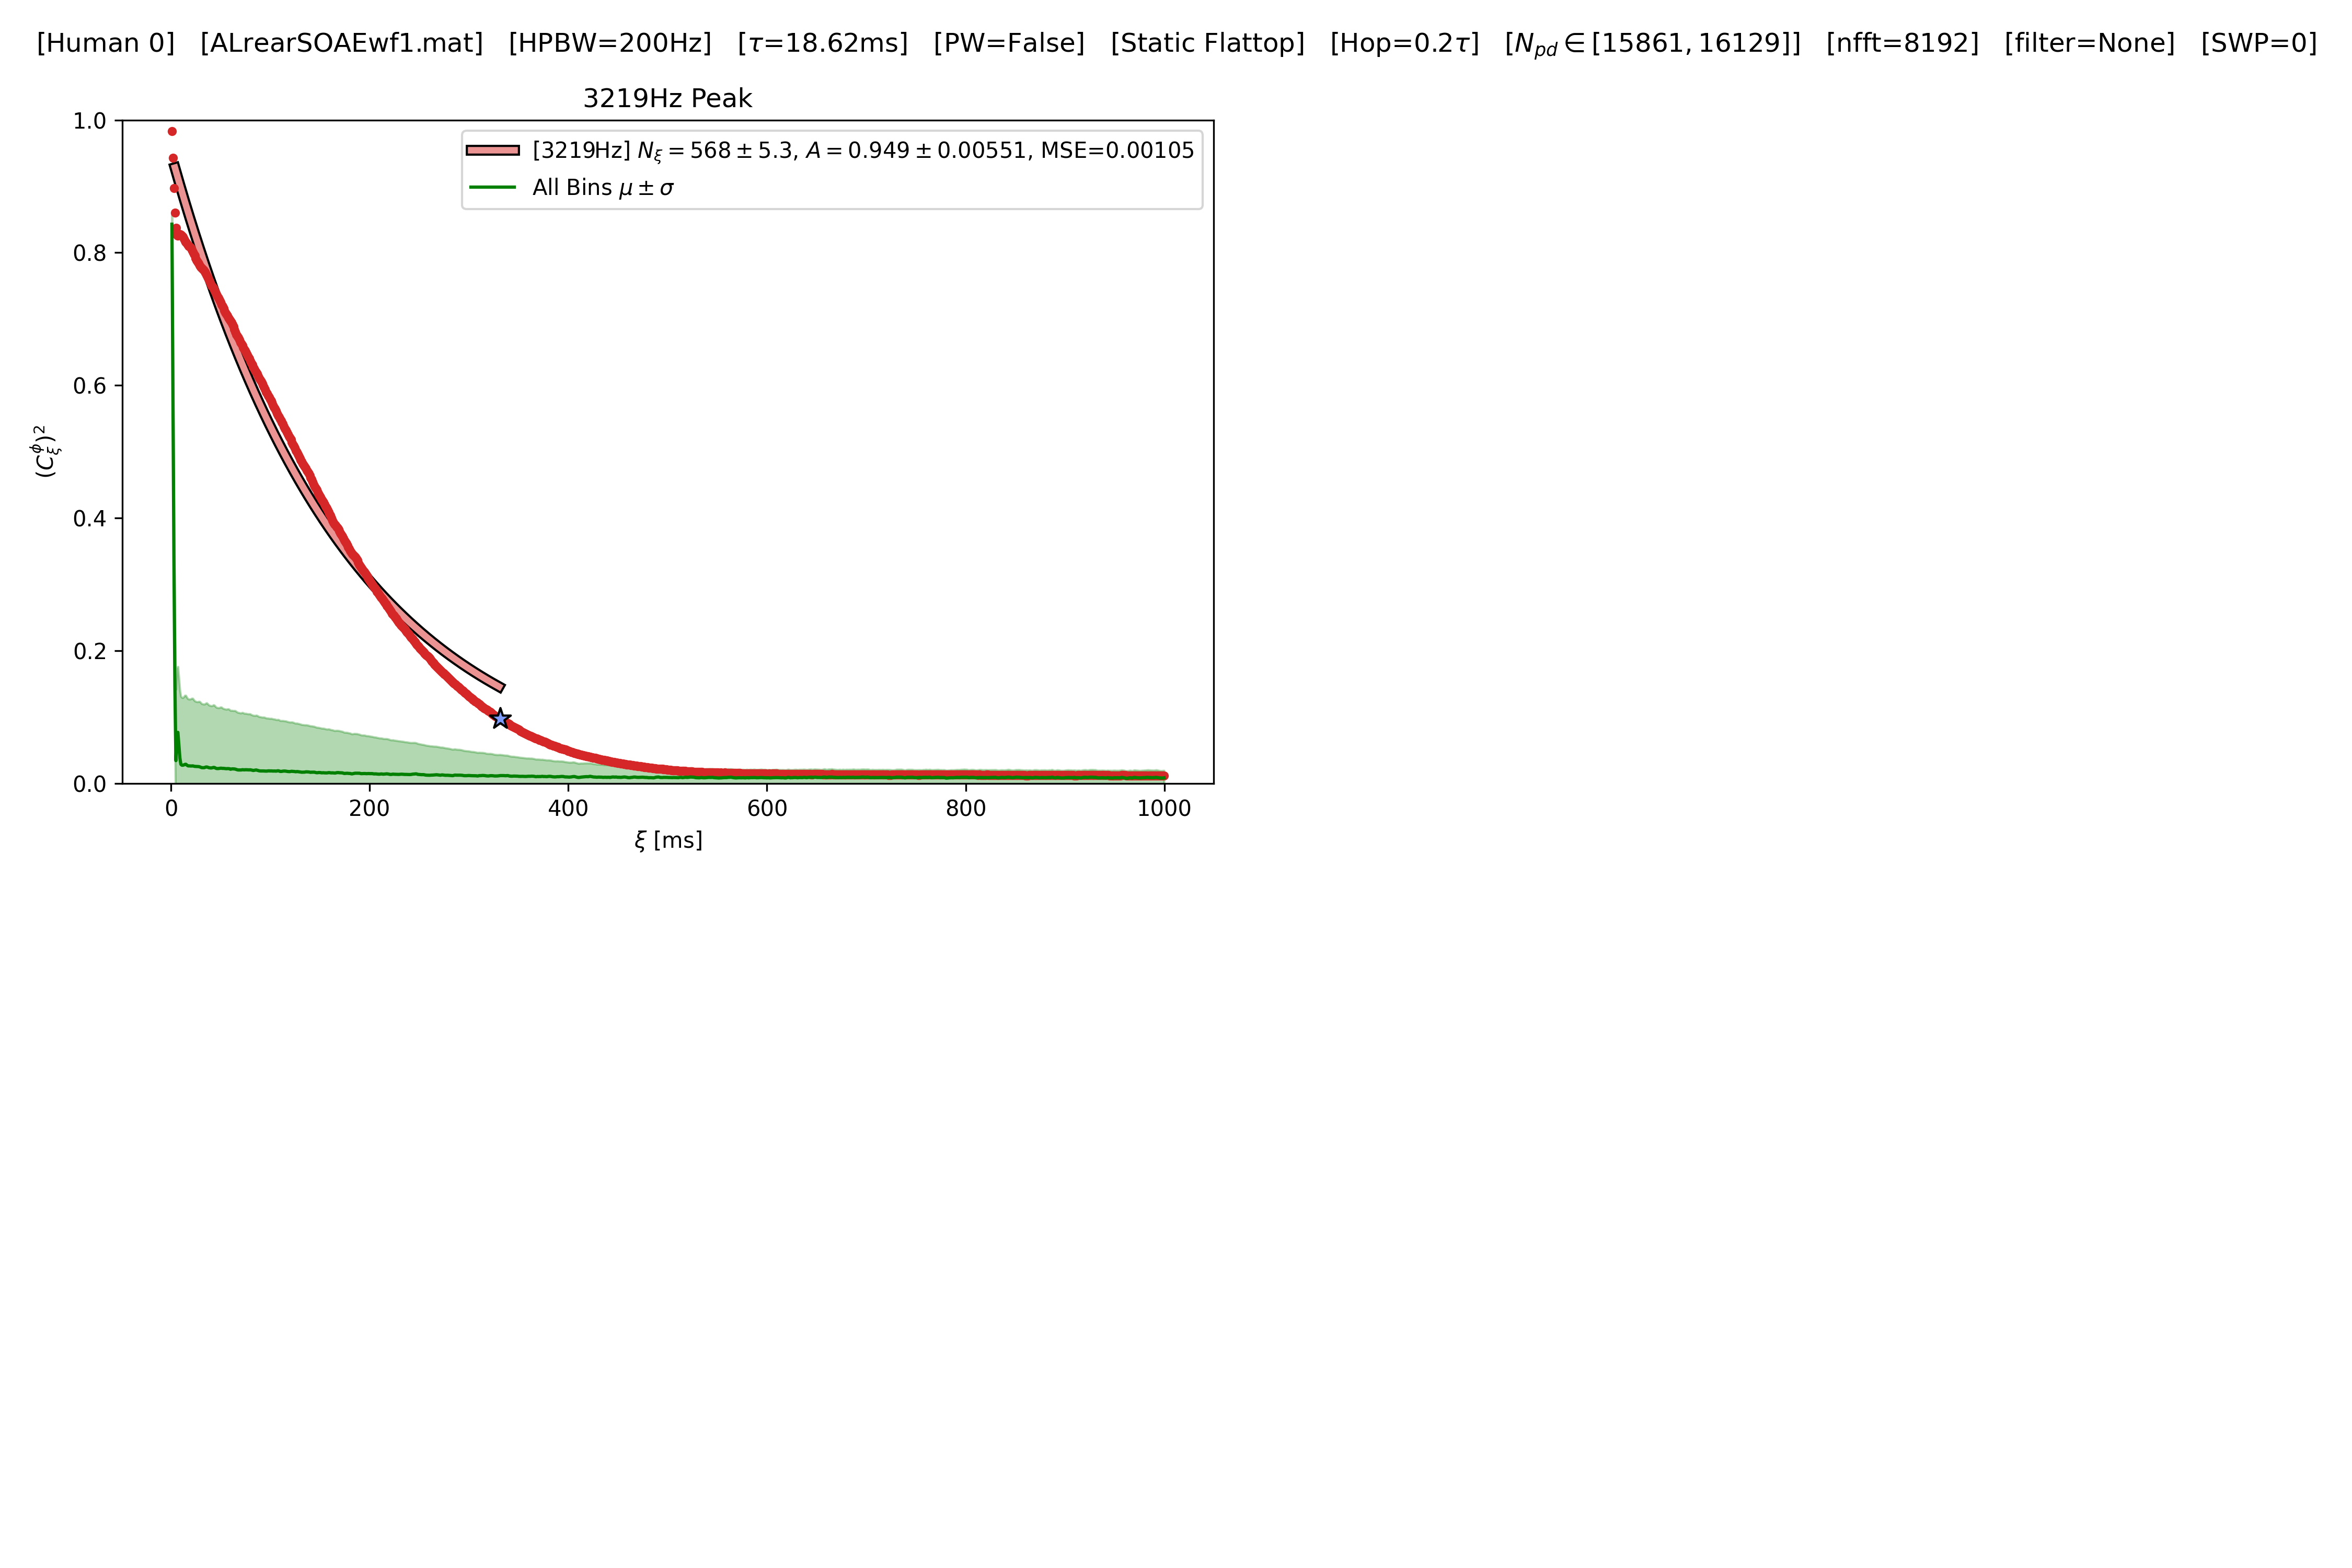 [Human 0] [ALrearSOAEwf1.mat] [HPBW=200Hz] [τ=18.62ms] [PW=False] [Static Flattop] [Hop=0.2τ] [N_pd ∈ [15861, 16129]] [nfft=8192] [filter=None] [SWP=0]
3219Hz Peak
[3219Hz] N_ξ = 568 ± 5.3, A = 0.949 ± 0.00551, MSE=0.00105
All Bins μ ± σ
1.0
0.8
0.6
0.4
0.2
0.0
(C_ξ^ϕ)^2
0 200 400 600 800 1000
ξ [ms]